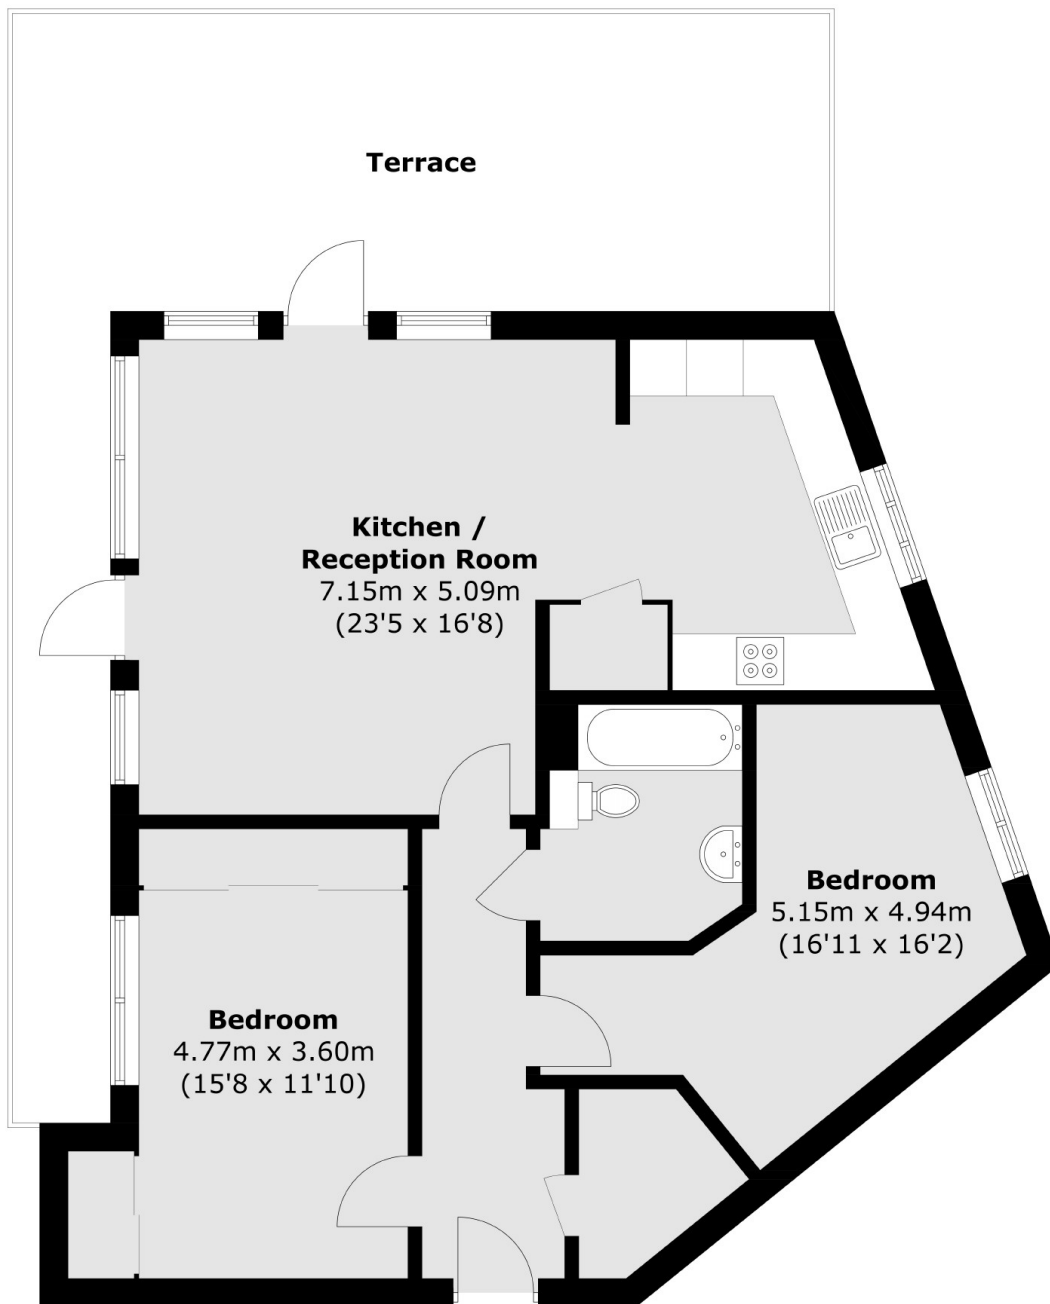 Terrace
Kitchen /
Reception Room
7.15m x 5.09m
(23'5 x 16'8)
Bedroom
5.15m x 4.94m
(16'11 x 16'2)
Bedroom
4.77m x 3.60m
(15'8 x 11'10)